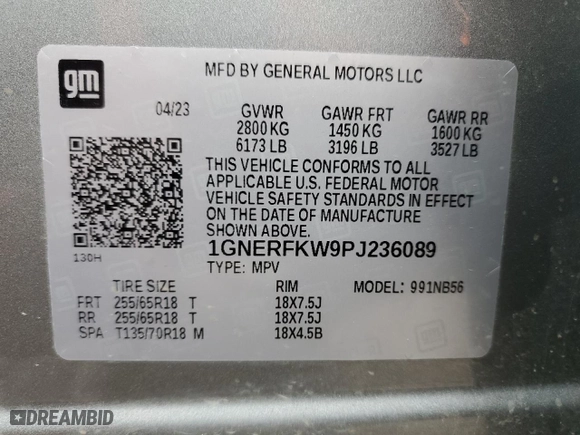 gm
MFD BY GENERAL MOTORS LLC
04/23 GVWR GAWR FRT GAWR RR
2800 KG 1450 KG 1600 KG
6173 LB 3196 LB 3527 LB
THIS VEHICLE CONFORMS TO ALL
APPLICABLE U.S. FEDERAL MOTOR
VEHICLE SAFETY STANDARDS IN EFFECT
ON THE DATE OF MANUFACTURE
SHOWN ABOVE.
130H
1GNERFKW9PJ236089
TYPE: MPV
TIRE SIZE RIM MODEL: 991NB56
FRT 255/65R18 T 18X7.5J
RR 255/65R18 T 18X7.5J
SPA T135/70R18 M 18X4.5B
DREAMBID